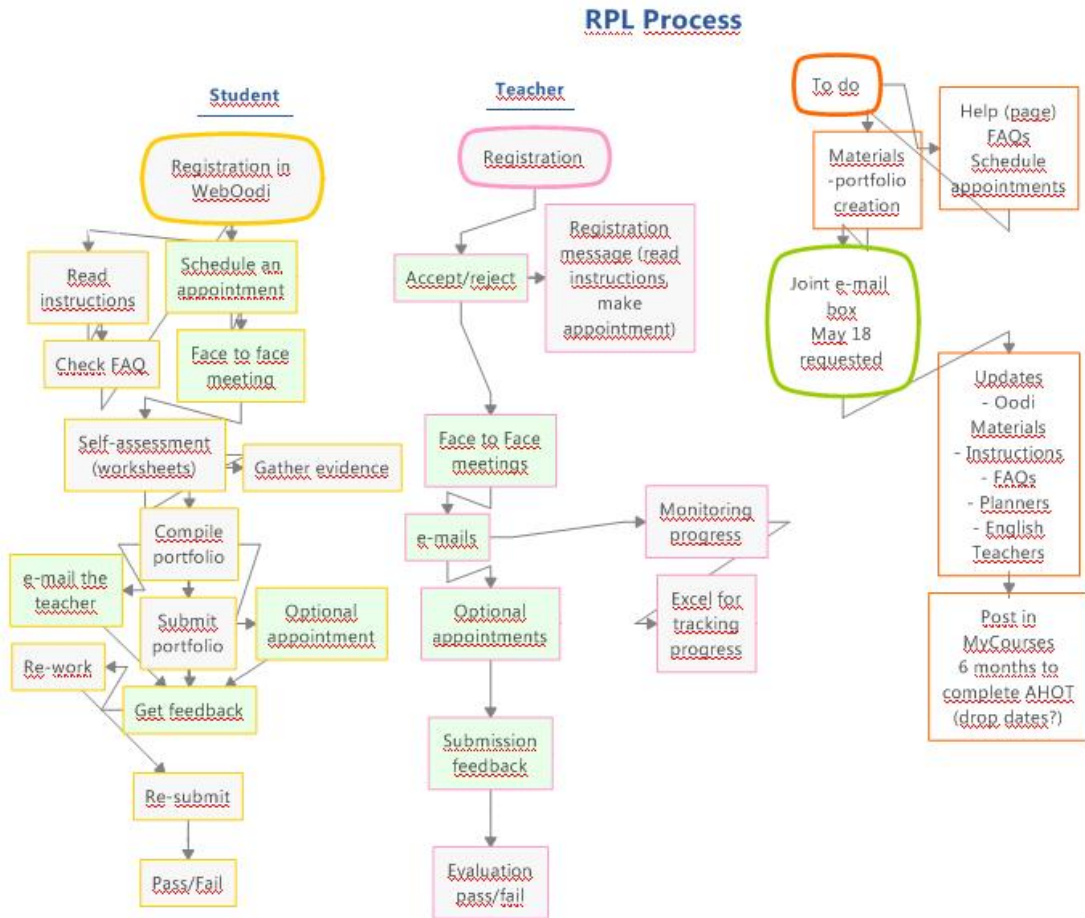 RPL Process
Student
Registration in
WebOodi
Read
instructions
Schedule an
appointment
Check FAQ
Face to face
meeting
Self-assessment
(worksheets)
Gather evidence
Compile
portfolio
e-mail the
teacher
Submit
portfolio
Optional
appointment
Re-work
Get feedback
Re-submit
Pass/Fail
Teacher
Registration
Accept/reject
Registration
message (read
instructions,
make
appointment)
Face to Face
meetings
e-mails
Monitoring
progress
Optional
appointments
Excel for
tracking
progress
Submission
feedback
Evaluation
pass/fail
To do
Help (page)
FAQs
Schedule
appointments
Materials
-portfolio
creation
Joint e-mail
box
May 18
requested
Updates
- Oodi
Materials
- Instructions
- FAQs
- Planners
- English
Teachers
Post in
MyCourses
6 months to
complete AHOT
(drop dates?)